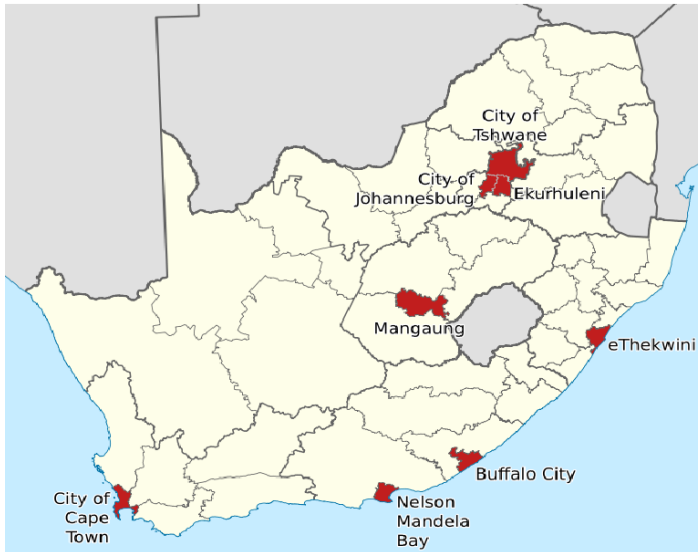 City of
Tshwane
City of
Johannesburg
Ekurhuleni
Mangaung
eThekwini
Buffalo City
Nelson
Mandela
Bay
City of
Cape
Town